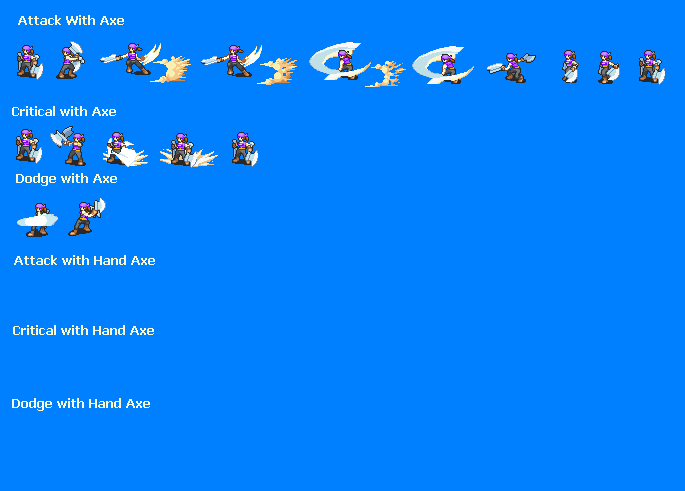 Attack With Axe
Critical with Axe
Dodge with Axe
Attack with Hand Axe
Critical with Hand Axe
Dodge with Hand Axe